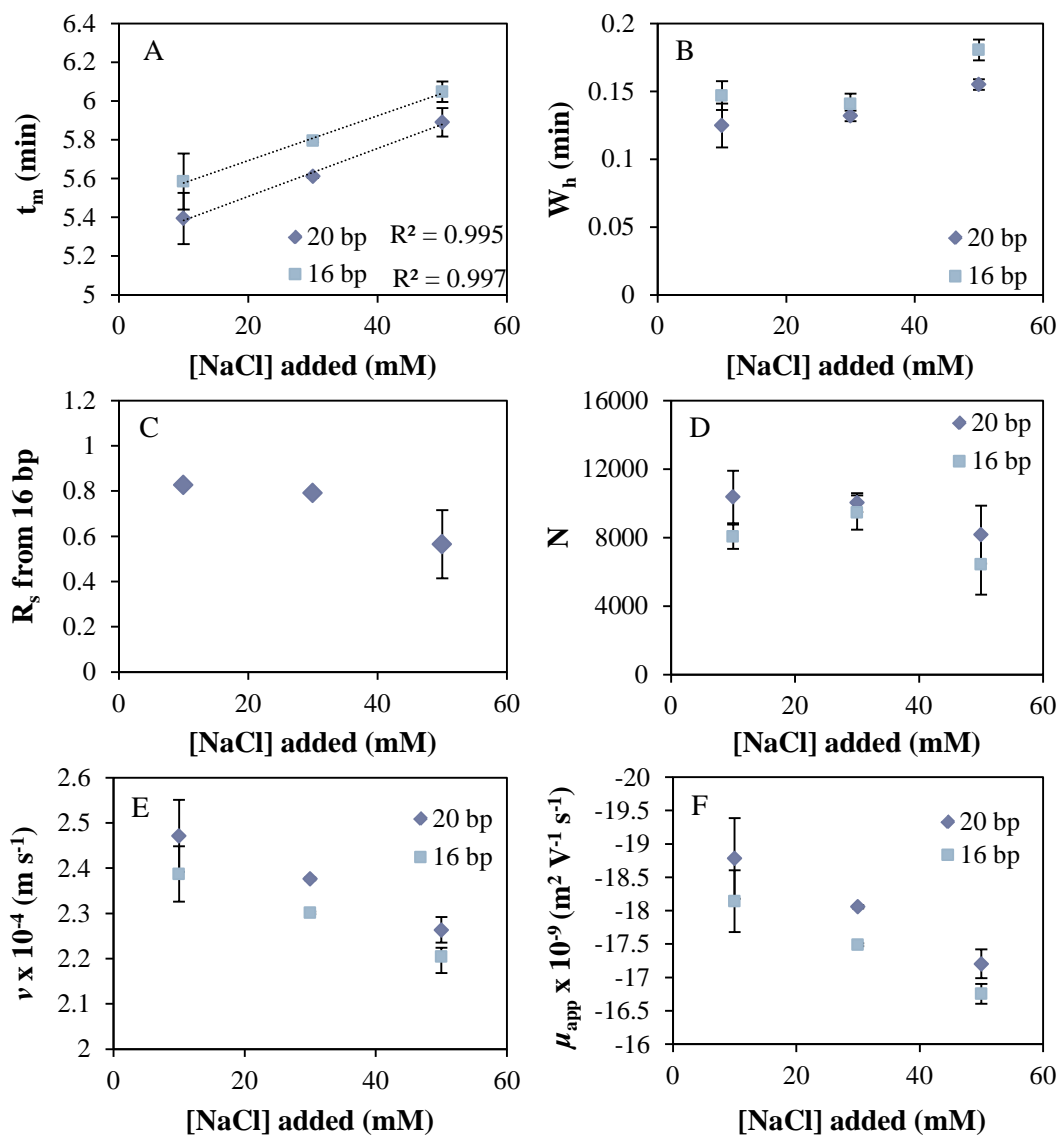 A
t_m (min)
6.4
6.2
6
5.8
5.6
5.4
5.2
5
0
20
40
60
20 bp
R² = 0.995
16 bp
R² = 0.997
[NaCl] added (mM)
B
W_h (min)
0.2
0.15
0.1
0.05
0
0
20
40
60
20 bp
16 bp
[NaCl] added (mM)
C
R_s from 16 bp
1.2
1
0.8
0.6
0.4
0.2
0
0
20
40
60
[NaCl] added (mM)
D
N
16000
12000
8000
4000
0
0
20
40
60
20 bp
16 bp
[NaCl] added (mM)
E
v x 10⁻⁴ (m s⁻¹)
2.6
2.5
2.4
2.3
2.2
2.1
2
0
20
40
60
20 bp
16 bp
[NaCl] added (mM)
F
μ_app x 10⁻⁹ (m² V⁻¹ s⁻¹)
-20
-19.5
-19
-18.5
-18
-17.5
-17
-16.5
-16
0
20
40
60
20 bp
16 bp
[NaCl] added (mM)